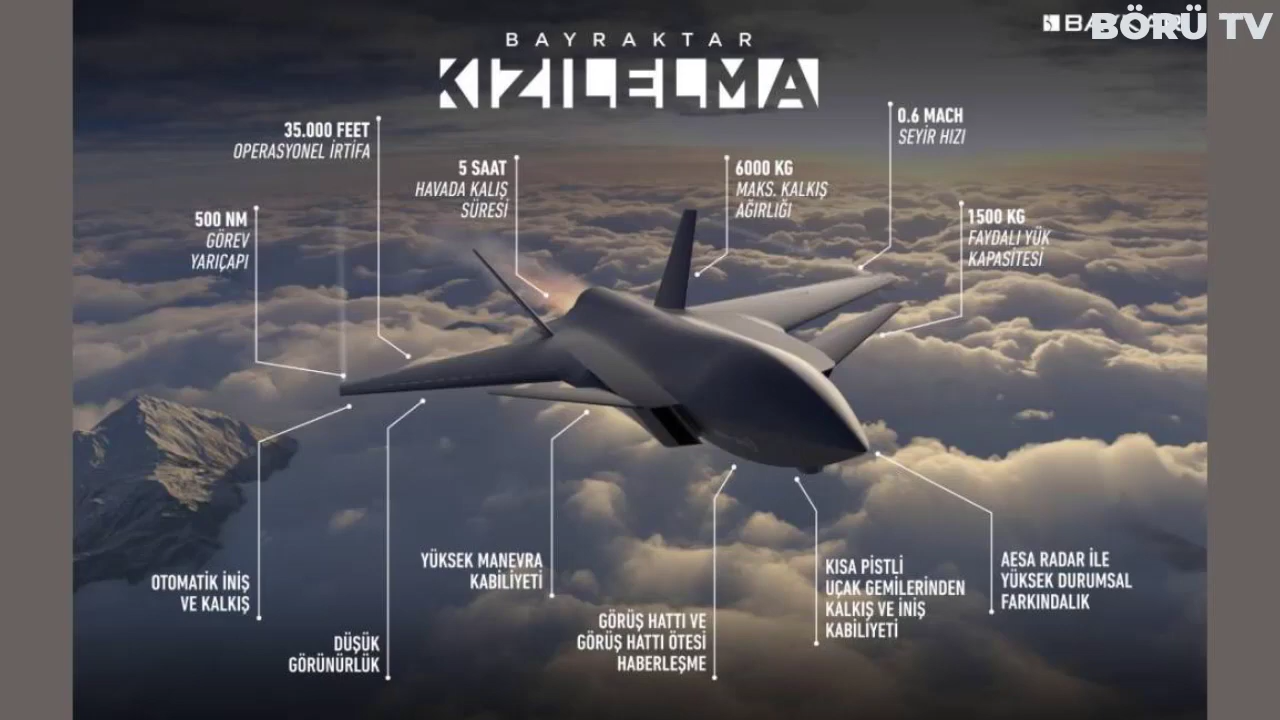 BÖRÜ TV
BAYRAKTAR
KIZILELMA
35.000 FEET
OPERASYONEL İRTİFA
5 SAAT
HAVADA KALIŞ
SÜRESİ
6000 KG
MAKS. KALKIŞ
AĞIRLIĞI
0.6 MACH
SEYİR HIZI
500 NM
GÖREV
YARIÇAPI
1500 KG
FAYDALI YÜK
KAPASİTESİ
OTOMATİK İNİŞ
VE KALKIŞ
DÜŞÜK
GÖRÜNÜRLÜK
YÜKSEK MANEVRA
KABİLİYETİ
GÖRÜŞ HATTI VE
GÖRÜŞ HATTI ÖTESİ
HABERLEŞME
KISA PİSTLİ
UÇAK GEMİLERİNDEN
KALKIŞ VE İNİŞ
KABİLİYETİ
AESA RADAR İLE
YÜKSEK DURUMSAL
FARKINDALIK